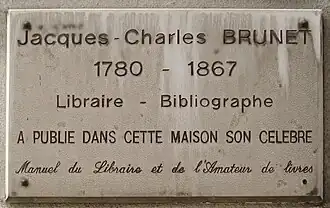 Jacques-Charles BRUNET
1780 - 1867
Libraire - Bibliographe
A PUBLIE DANS CETTE MAISON SON CELEBRE
Manuel du Libraire et de l'Amateur de livres